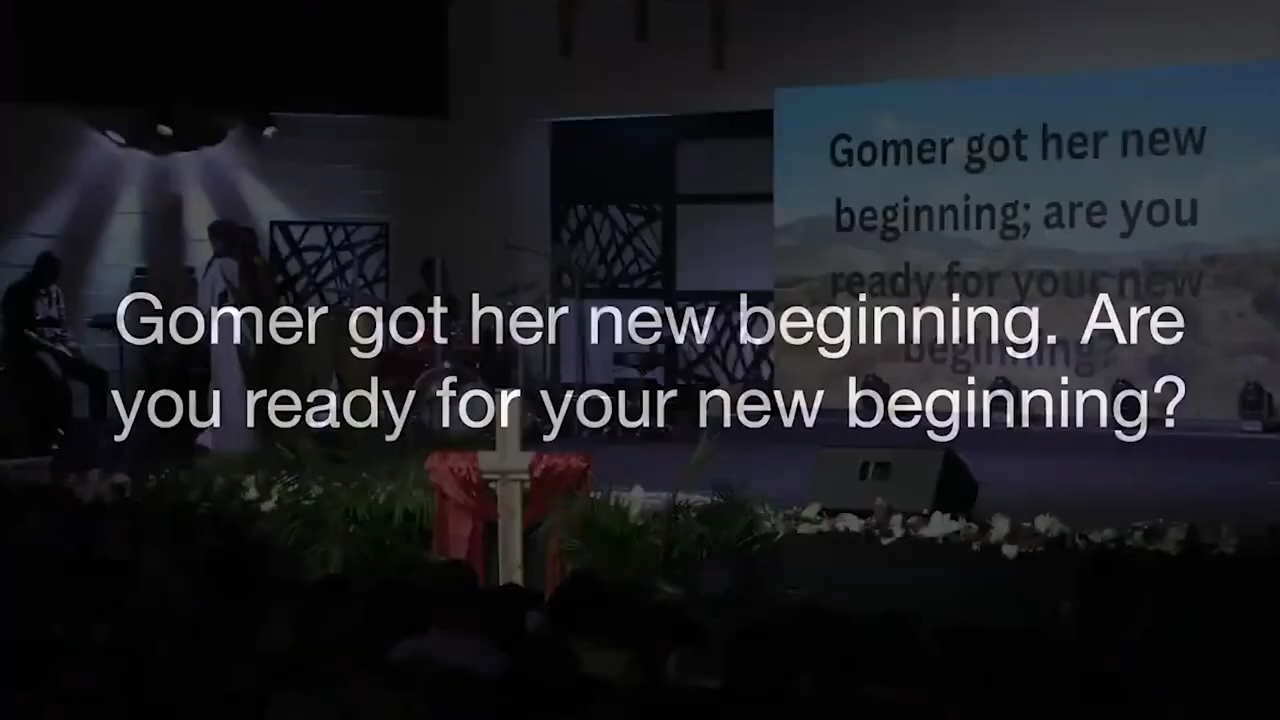 Gomer got her new
beginning; are you
ready for your new
beginning?
Gomer got her new beginning. Are
you ready for your new beginning?